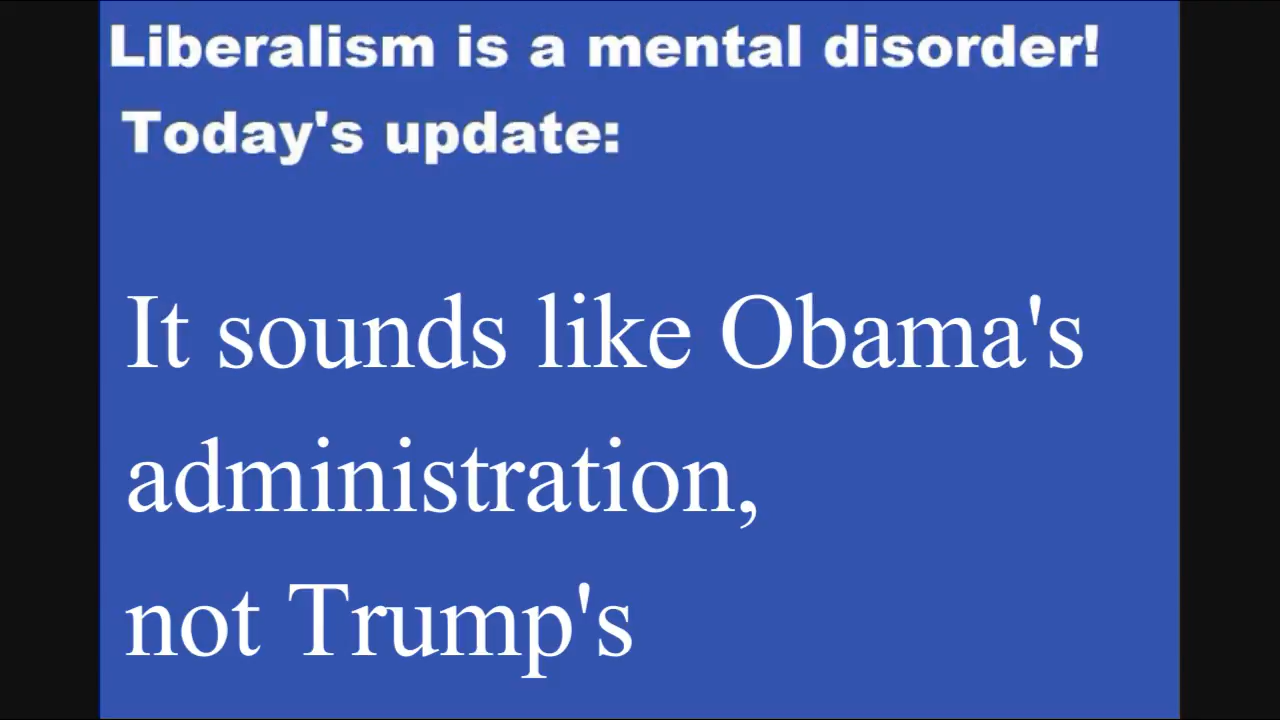 Liberalism is a mental disorder!
Today's update:
It sounds like Obama's
administration,
not Trump's